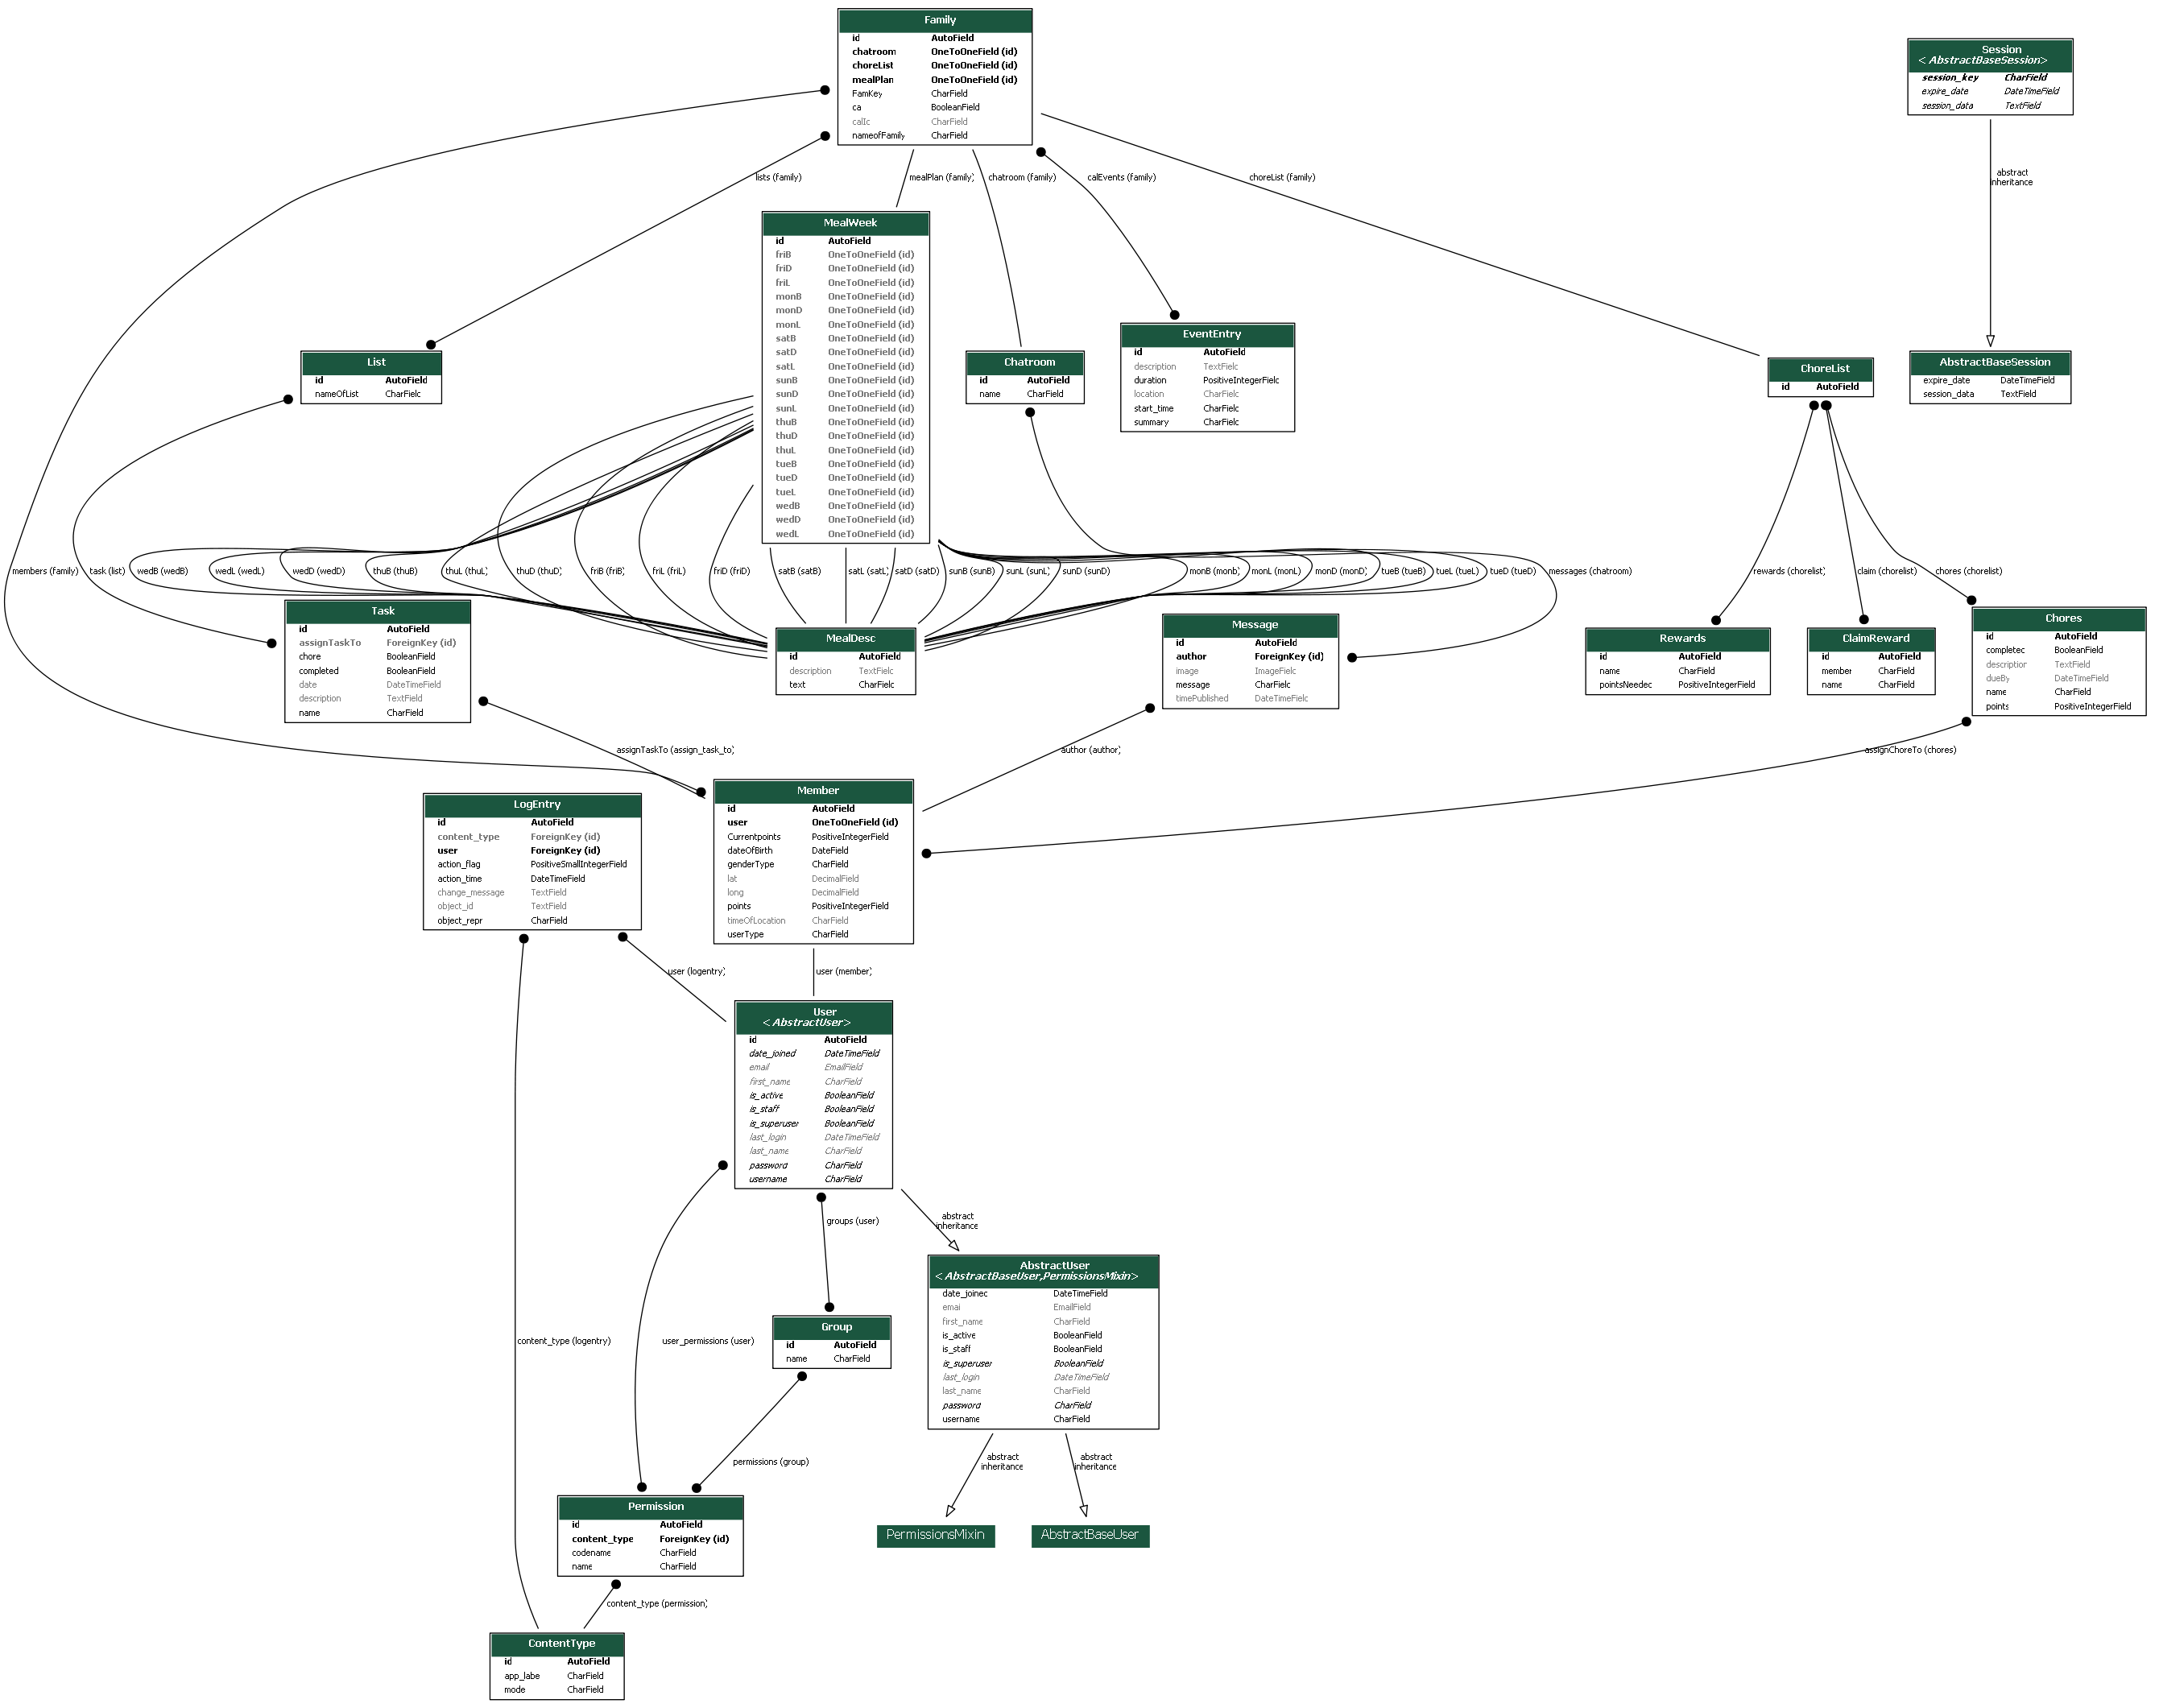 Family
id AutoField
chatroom OneToOneField (id)
choreList OneToOneField (id)
mealPlan OneToOneField (id)
FamKey CharField
ca BooleanField
calIc CharField
nameofFamily CharField
Session
<AbstractBaseSession>
session_key CharField
expire_date DateTimeField
session_data TextField
lists (family)
mealPlan (family)
chatroom (family)
calEvents (family)
choreList (family)
abstract
inheritance
MealWeek
id AutoField
friB OneToOneField (id)
friD OneToOneField (id)
friL OneToOneField (id)
monB OneToOneField (id)
monD OneToOneField (id)
monL OneToOneField (id)
satB OneToOneField (id)
satD OneToOneField (id)
satL OneToOneField (id)
sunB OneToOneField (id)
sunD OneToOneField (id)
sunL OneToOneField (id)
thuB OneToOneField (id)
thuD OneToOneField (id)
thuL OneToOneField (id)
tueB OneToOneField (id)
tueD OneToOneField (id)
tueL OneToOneField (id)
wedB OneToOneField (id)
wedD OneToOneField (id)
wedL OneToOneField (id)
List
id AutoField
nameOfList CharFielc
Chatroom
id AutoField
name CharField
EventEntry
id AutoField
description TextFielc
duration PositiveIntegerFielc
location CharFielc
start_time CharFielc
summary CharFielc
ChoreList
id AutoField
AbstractBaseSession
expire_date DateTimeField
session_data TextField
members (family)
task (list)
wedB (wedB)
wedL (wedL)
wedD (wedD)
thuB (thuB)
thuL (thuL)
thuD (thuD)
friB (friB)
friL (friL)
friD (friD)
satB (satB)
satL (satL)
satD (satD)
sunB (sunB)
sunL (sunL)
sunD (sunD)
monB (monb)
monL (monL)
monD (monD)
tueB (tueB)
tueL (tueL)
tueD (tueD)
messages (chatroom)
rewards (chorelist)
claim (chorelist)
chores (chorelist)
Task
id AutoField
assignTaskTo ForeignKey (id)
chore BooleanField
completed BooleanField
date DateTimeField
description TextField
name CharField
MealDesc
id AutoField
description TextFielc
text CharFielc
Message
id AutoField
author ForeignKey (id)
image ImageFielc
message CharFielc
timePublished DateTimeFielc
Rewards
id AutoField
name CharField
pointsNeedec PositiveIntegerField
ClaimReward
id AutoField
member CharField
name CharField
Chores
id AutoField
completec BooleanField
descriptior TextField
dueBy DateTimeField
name CharField
points PositiveIntegerField
assignTaskTo (assign_task_to)
author (author)
assignChoreTo (chores)
LogEntry
id AutoField
content_type ForeignKey (id)
user ForeignKey (id)
action_flag PositiveSmallIntegerField
action_time DateTimeField
change_message TextField
object_id TextField
object_repr CharField
Member
id AutoField
user OneToOneField (id)
Currentpoints PositiveIntegerField
dateOfBirth DateField
genderType CharField
lat DecimalField
long DecimalField
points PositiveIntegerField
timeOfLocation CharField
userType CharField
user (logentry)
user (member)
User
<AbstractUser>
id AutoField
date_joined DateTimeField
email EmailField
first_name CharField
is_active BooleanField
is_staff BooleanField
is_superuser BooleanField
last_login DateTimeField
last_name CharField
password CharField
username CharField
groups (user)
abstract
inheritance
AbstractUser
<AbstractBaseUser,PermissionsMixin>
date_joinec DateTimeField
emai EmailField
first_name CharField
is_active BooleanField
is_staff BooleanField
is_superuser BooleanField
last_login DateTimeField
last_name CharField
password CharField
username CharField
content_type (logentry)
user_permissions (user)
Group
id AutoField
name CharField
permissions (group)
abstract
inheritance
abstract
inheritance
Permission
id AutoField
content_type ForeignKey (id)
codename CharField
name CharField
PermissionsMixin
AbstractBaseUser
content_type (permission)
ContentType
id AutoField
app_labe CharField
mode CharField